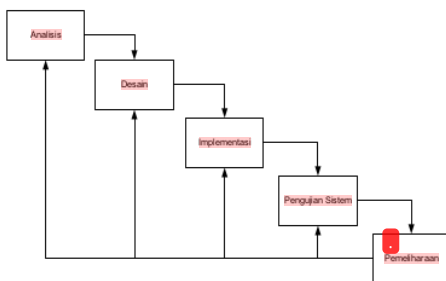 Analisis
Desain
Implementasi
Pengujian Sistem
Pemeliharaan